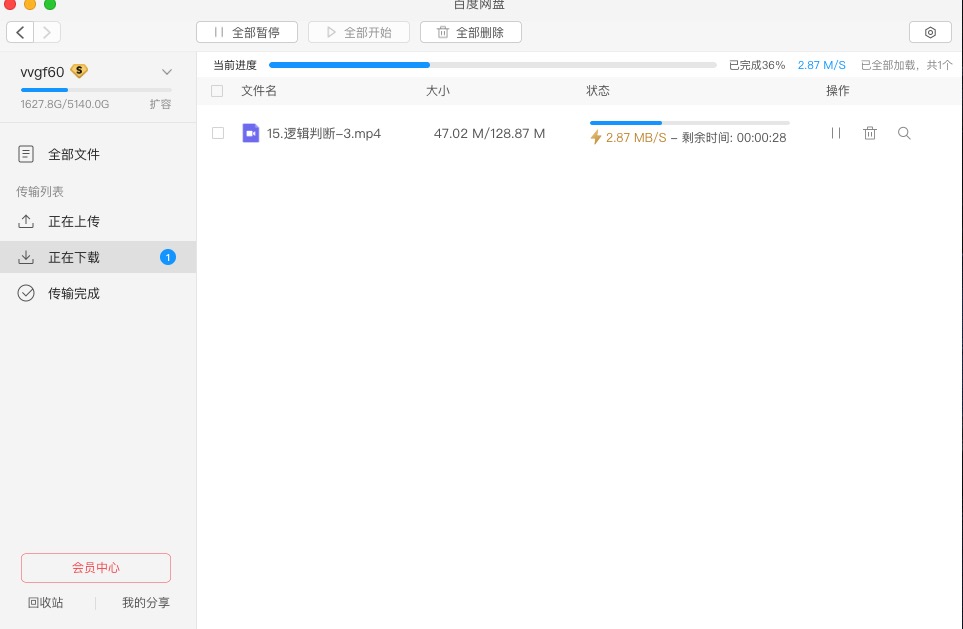 百度网盘
全部暂停 全部开始 全部删除
vvgf60
1627.8G/5140.0G 扩容
全部文件
传输列表
正在上传
正在下载 1
传输完成
会员中心
回收站 我的分享
当前进度 已完成36% 2.87 M/S 已全部加载，共1个
文件名 大小 状态 操作
15.逻辑判断-3.mp4 47.02 M/128.87 M 2.87 MB/S – 剩余时间: 00:00:28